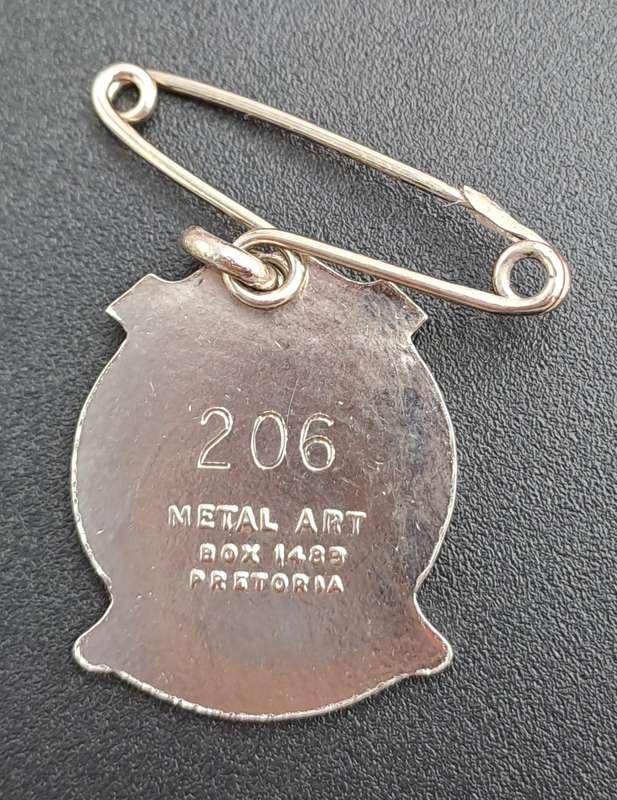 206
METAL ART
BOX 1483
PRETORIA